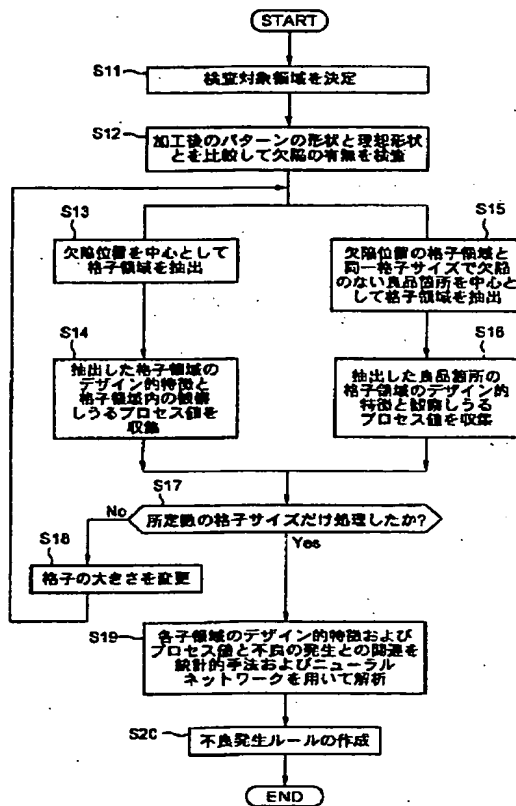 START
S11
検査対象領域を決定
S12
加工後のパターンの形状と理想形状
とを比較して欠陥の有無を検査
S13
欠陥位置を中心として
格子領域を抽出
S15
欠陥位置の格子領域と
同一格子サイズで欠陥
のない良品箇所を中心と
して格子領域を抽出
S14
抽出した格子領域の
デザイン的特徴と
格子領域内の観察
しうるプロセス値を
収集
S16
抽出した良品箇所の
格子領域のデザイン的
特徴と観察しうる
プロセス値を収集
S17
所定数の格子サイズだけ処理したか?
No
Yes
S18
格子の大きさを変更
S19
各子領域のデザイン的特徴および
プロセス値と不良の発生との関連を
統計的手法およびニューラル
ネットワークを用いて解析
S20
不良発生ルールの作成
END